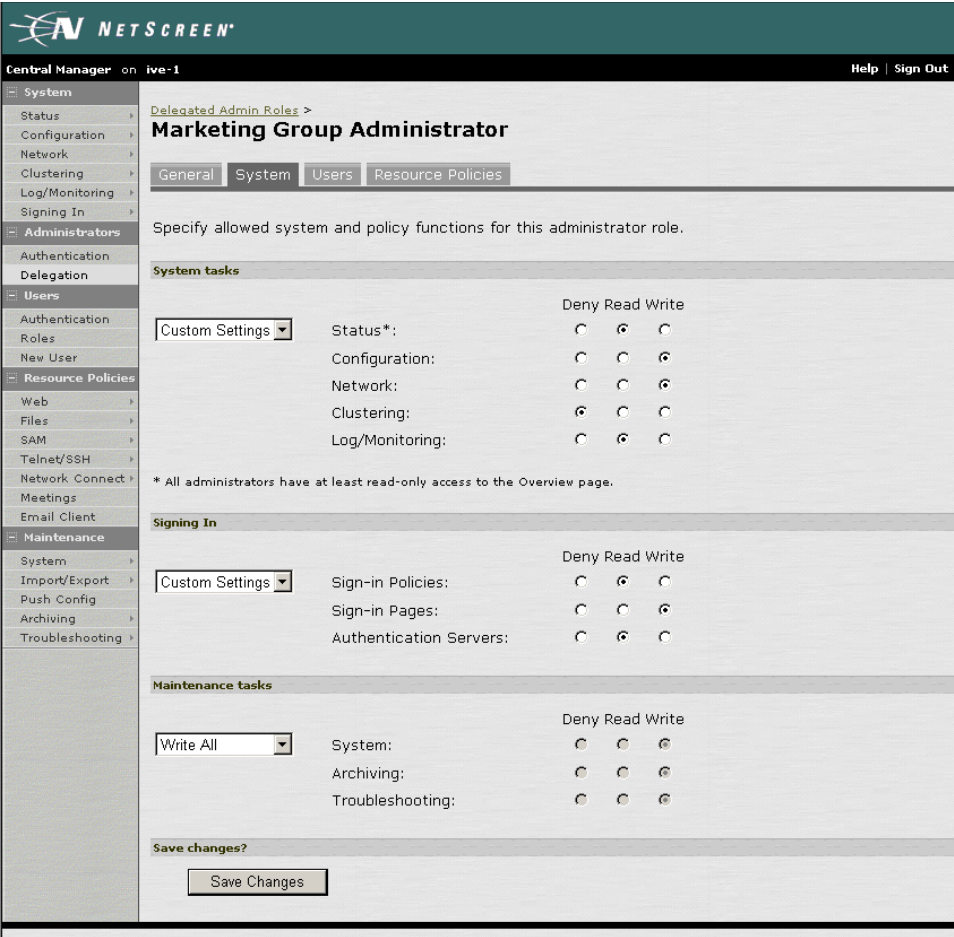 NETSCREEN
Central Manager on ive-1
Help | Sign Out
System
Status
Configuration
Network
Clustering
Log/Monitoring
Signing In
Administrators
Authentication
Delegation
Users
Authentication
Roles
New User
Resource Policies
Web
Files
SAM
Telnet/SSH
Network Connect
Meetings
Email Client
Maintenance
System
Import/Export
Push Config
Archiving
Troubleshooting
Delegated Admin Roles >
Marketing Group Administrator
General System Users Resource Policies
Specify allowed system and policy functions for this administrator role.
System tasks
Deny Read Write
Custom Settings Status*:
Configuration:
Network:
Clustering:
Log/Monitoring:
* All administrators have at least read-only access to the Overview page.
Signing In
Deny Read Write
Custom Settings Sign-in Policies:
Sign-in Pages:
Authentication Servers:
Maintenance tasks
Deny Read Write
Write All System:
Archiving:
Troubleshooting:
Save changes?
Save Changes